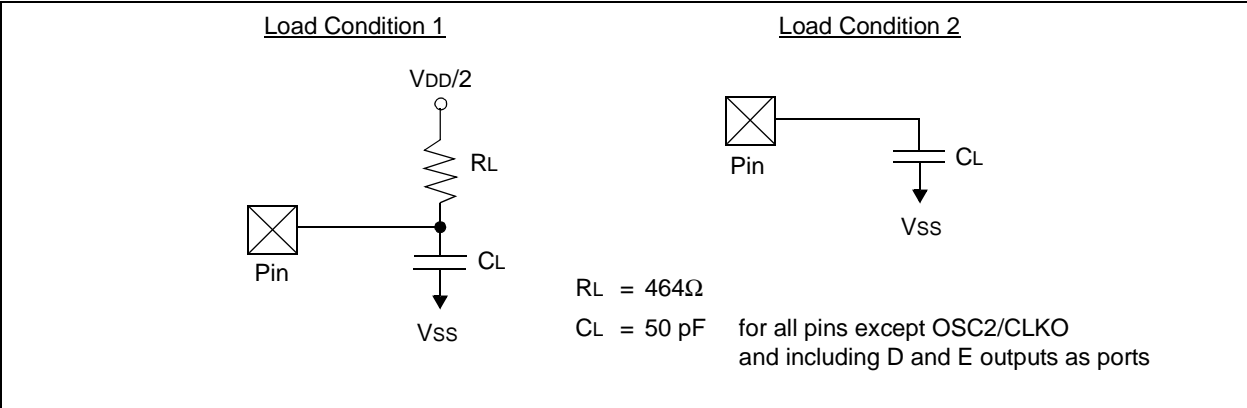 Load Condition 1
VDD/2
RL
Pin
CL
VSS
Load Condition 2
Pin
CL
VSS
RL = 464Ω
CL = 50 pF for all pins except OSC2/CLKO
and including D and E outputs as ports